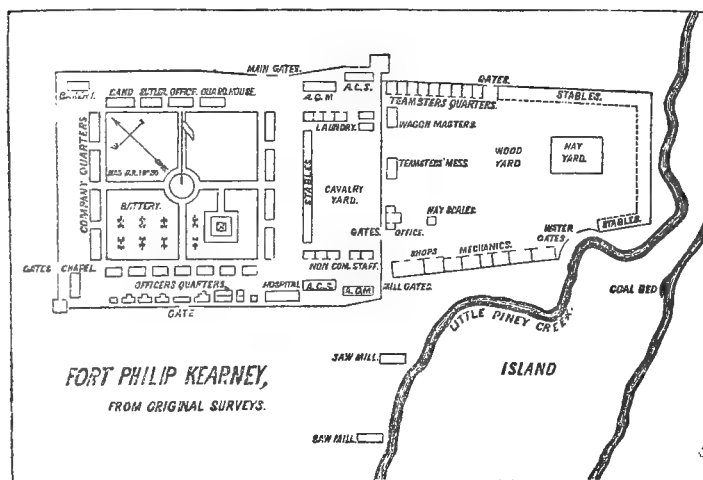 MAIN GATES.
A.C.S.
GATES.
BAKERY.
BAND SUTLER OFFICE. GUARDHOUSE.
A.Q.M
TEAMSTERS QUARTERS.
STABLES.
LAUNDRY.
WAGON MASTERS.
COMPANY QUARTERS
STABLES
TEAMSTERS' MESS.
WOOD
YARD
HAY
YARD.
CAVALRY
YARD.
BATTERY.
HAY SCALES
GATES.
OFFICE.
WATER
GATES.
STABLES.
SHOPS MECHANICS.
NON COM. STAFF.
GATES CHAPEL.
OFFICERS QUARTERS.
HOSPITAL
A.C.S.
A.Q.M
MILL GATES.
GATE
COAL BED
LITTLE PINEY CREEK.
SAW MILL.
ISLAND
FORT PHILIP KEARNEY,
FROM ORIGINAL SURVEYS.
SAW MILL.